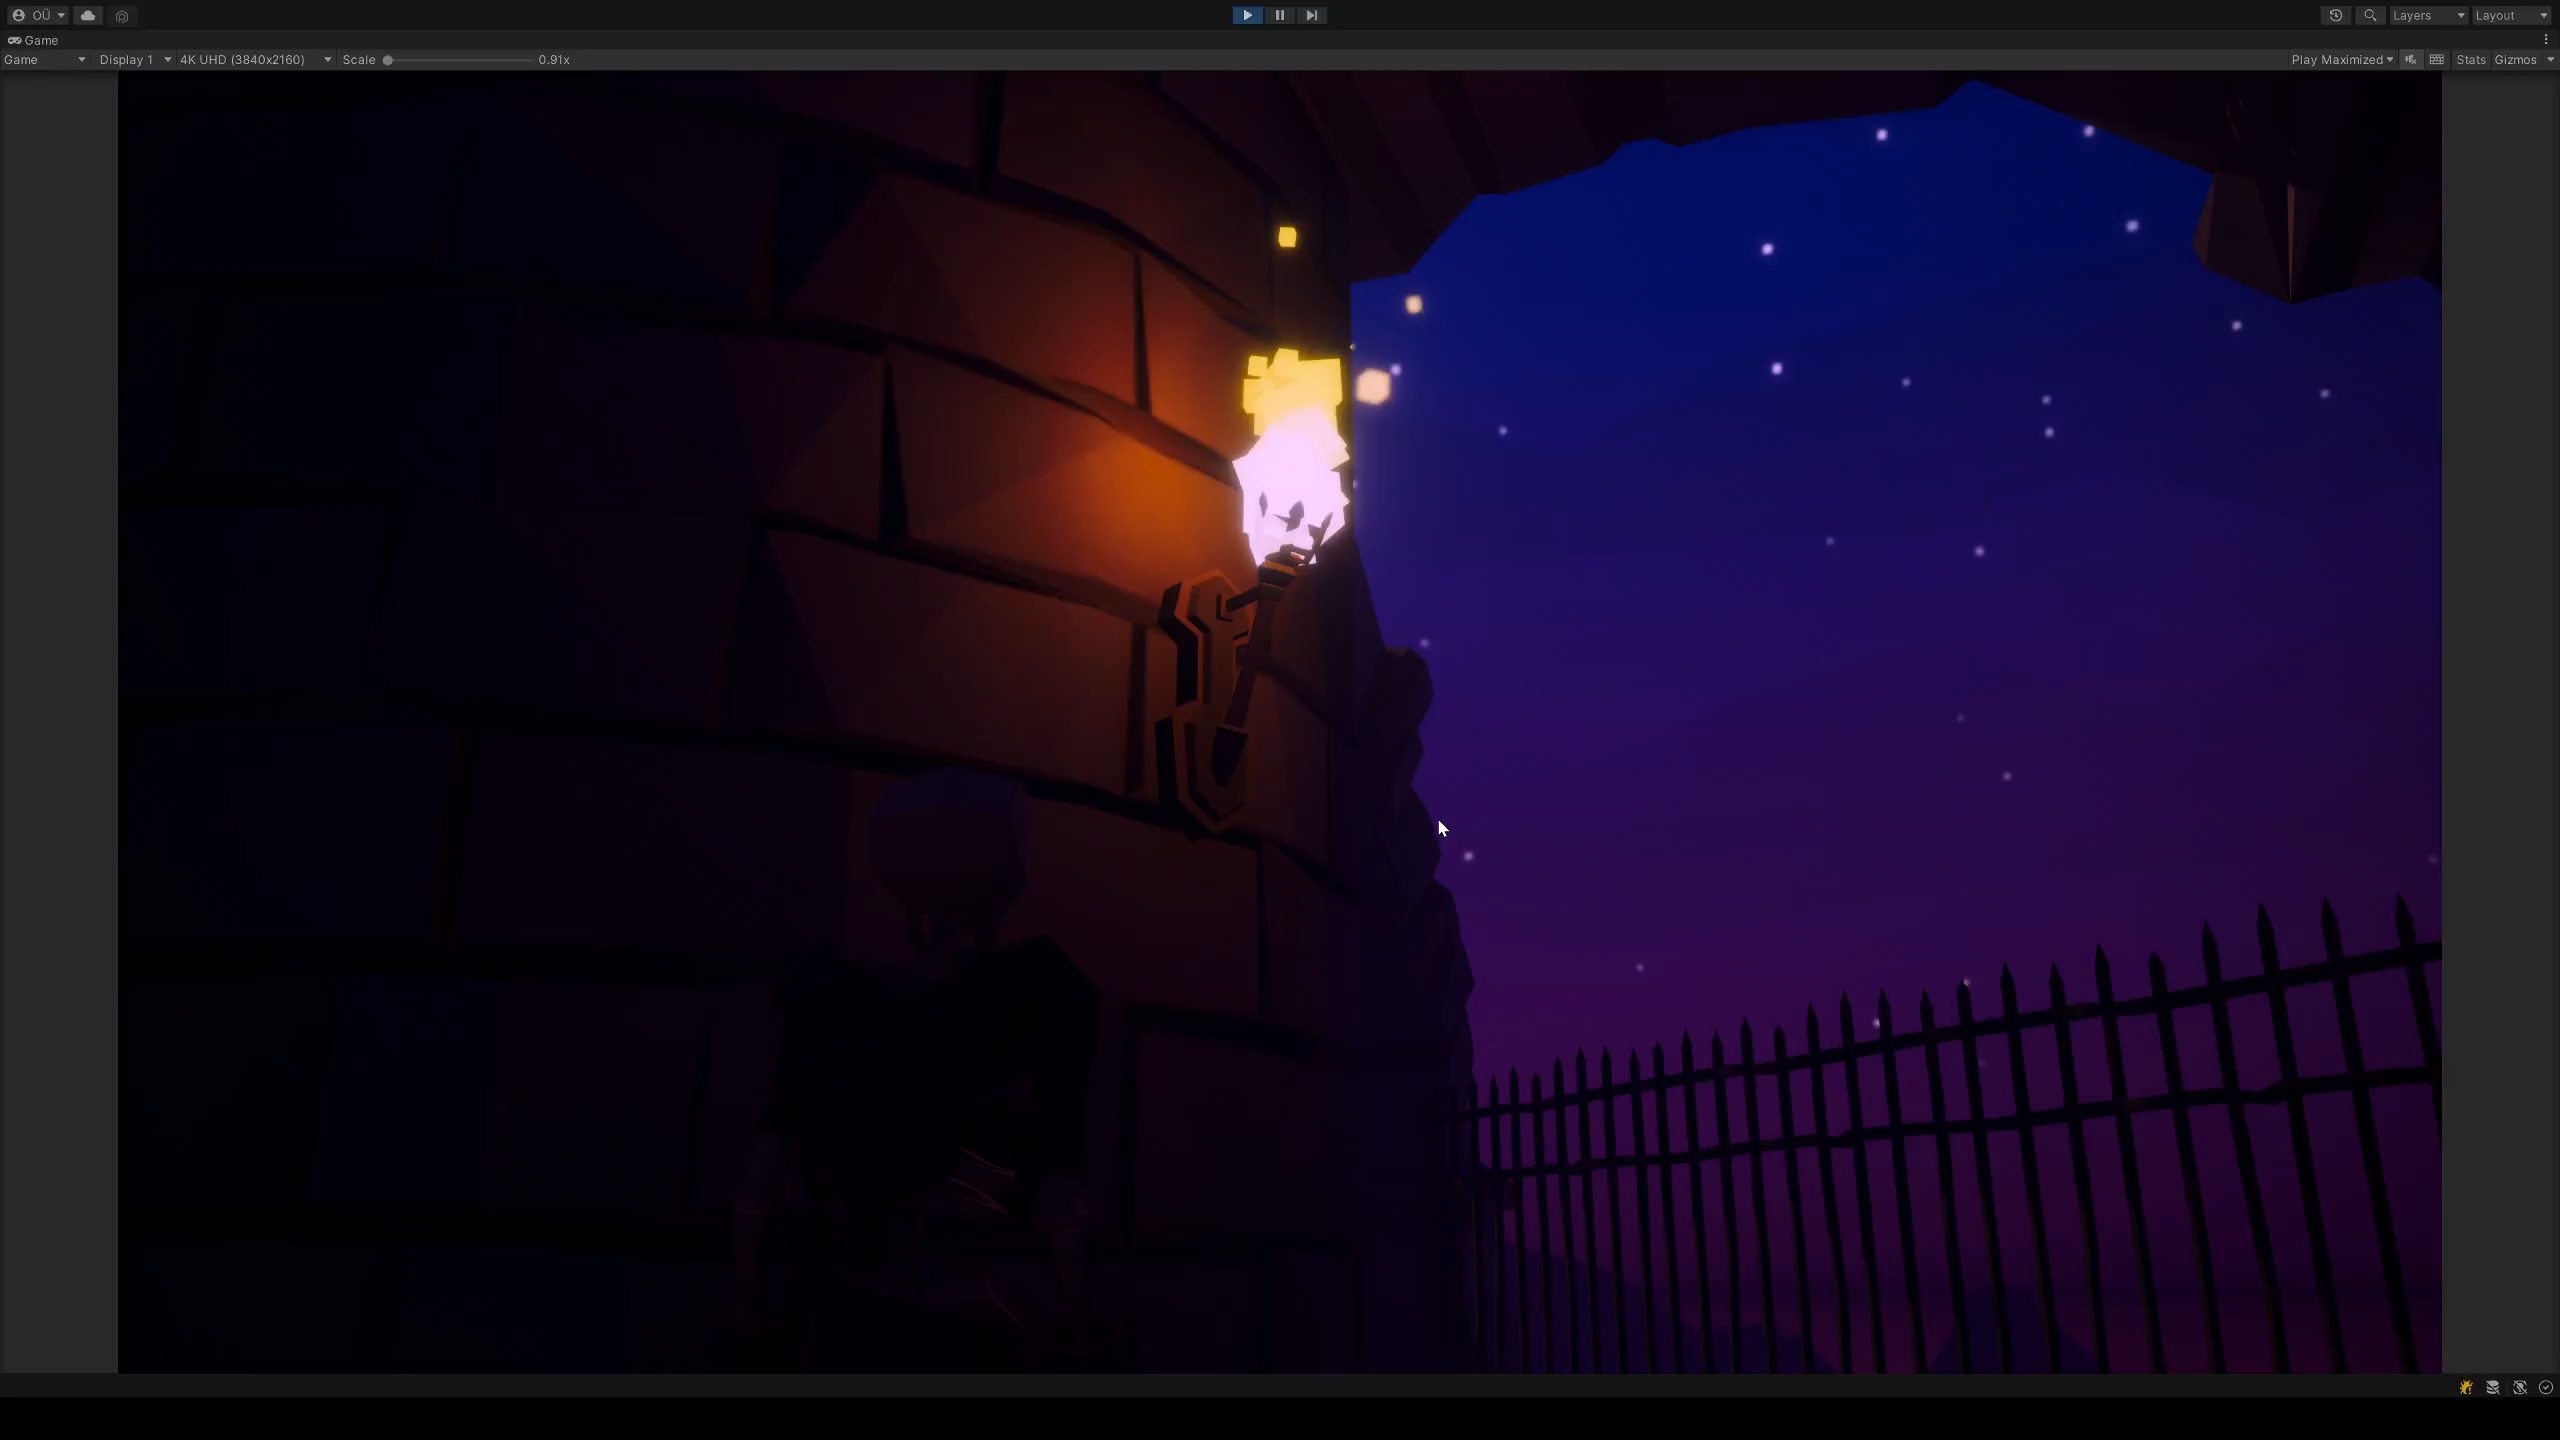 OÜ
Layers
Layout
Game
Game
Display 1
4K UHD (3840x2160)
Scale
0.91x
Play Maximized
Stats
Gizmos